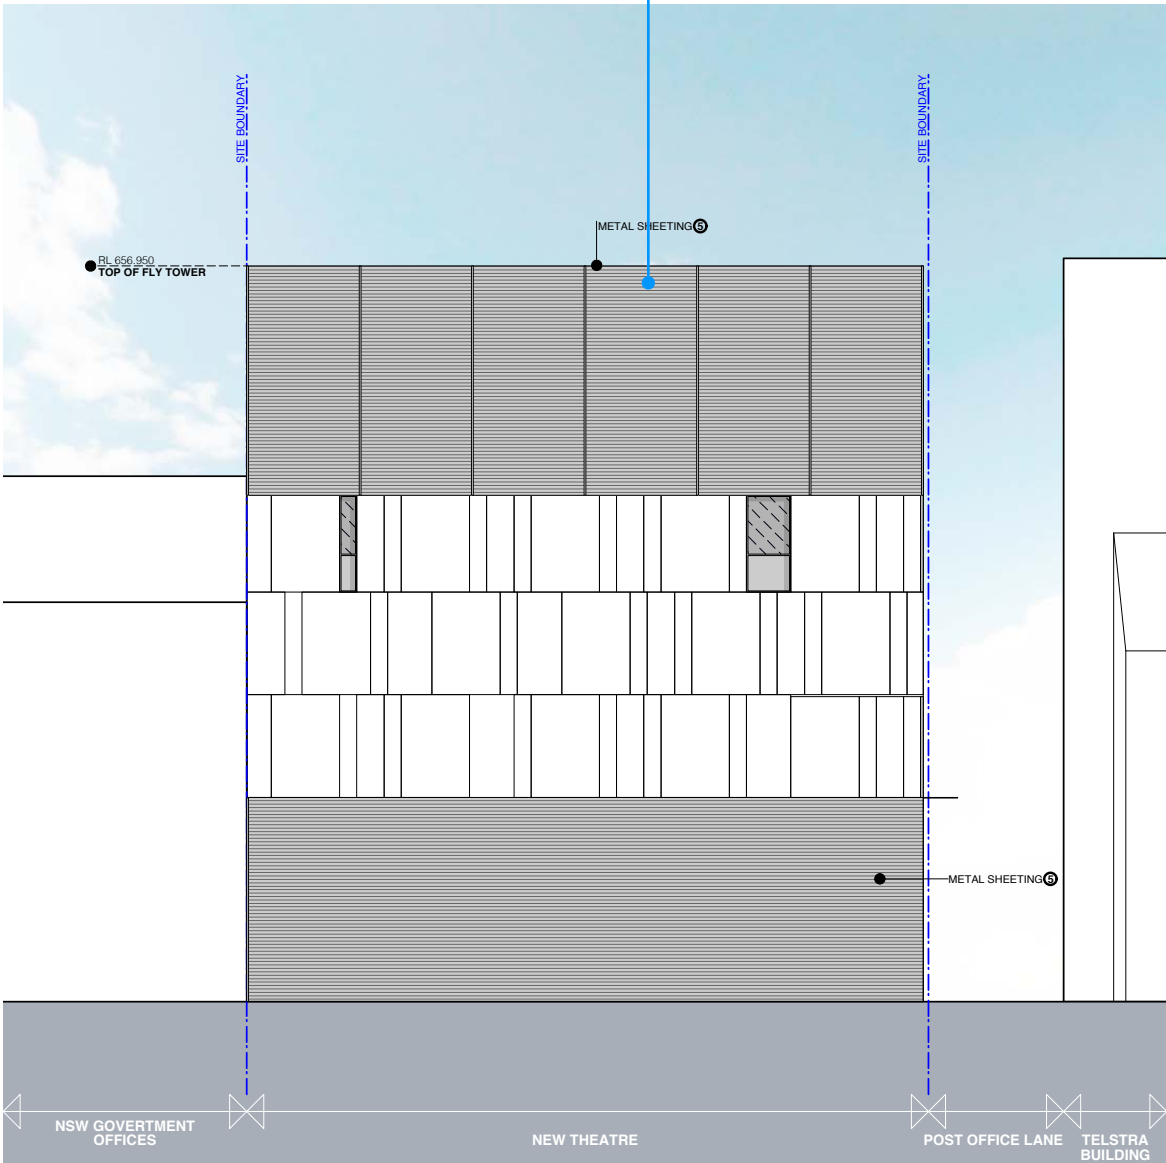 SITE BOUNDARY
SITE BOUNDARY
METAL SHEETING 5
RL 656.950
TOP OF FLY TOWER
METAL SHEETING 5
NSW GOVERTMENT
OFFICES
NEW THEATRE
POST OFFICE LANE
TELSTRA
BUILDING